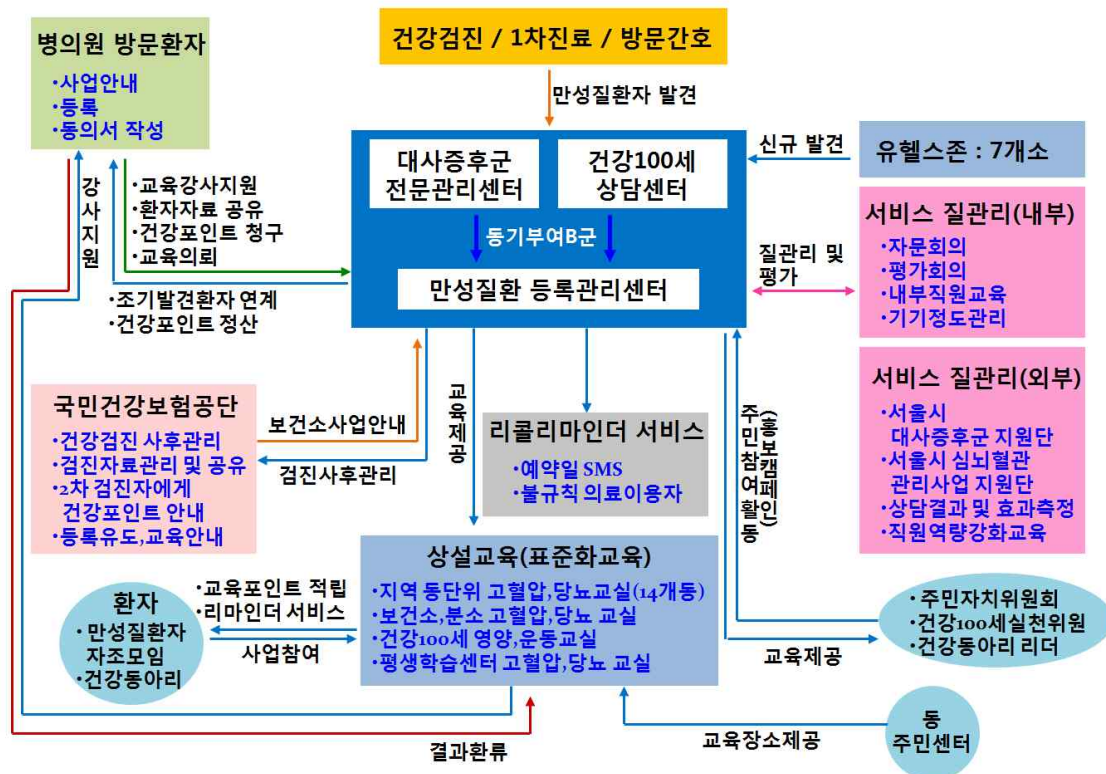 건강검진 / 1차진료 / 방문간호
만성질환자 발견
병의원 방문환자
·사업안내
·등록
·동의서 작성
대사증후군
전문관리센터
건강100세
상담센터
동기부여B군
만성질환 등록관리센터
신규 발견
유헬스존 : 7개소
강사지원
·교육강사지원
·환자자료 공유
·건강포인트 청구
·교육의뢰
·조기발견환자 연계
·건강포인트 정산
질관리 및
평가
서비스 질관리(내부)
·자문회의
·평가회의
·내부직원교육
·기기정도관리
서비스 질관리(외부)
·서울시
대사증후군 지원단
·서울시 심뇌혈관
관리사업 지원단
·상담결과 및 효과측정
·직원역량강화교육
국민건강보험공단
·건강검진 사후관리
·검진자료관리 및 공유
·2차 검진자에게
건강포인트 안내
·등록유도,교육안내
보건소사업안내
검진사후관리
교육제공
리콜리마인더 서비스
·예약일 SMS
·불규칙 의료이용자
주민참여활동
(홍보캠페인)
상설교육(표준화교육)
·지역 동단위 고혈압,당뇨교실(14개동)
·보건소,분소 고혈압,당뇨 교실
·건강100세 영양,운동교실
·평생학습센터 고혈압,당뇨 교실
환자
·만성질환자
자조모임
·건강동아리
·교육포인트 적립
·리마인더 서비스
사업참여
·주민자치위원회
·건강100세실천위원
·건강동아리 리더
교육제공
결과환류
교육장소제공
동
주민센터